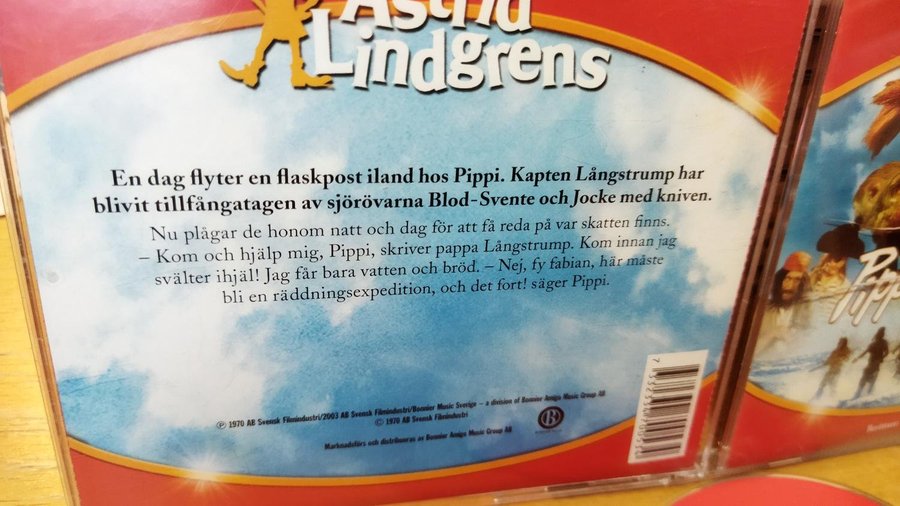 Astrid
Lindgrens
En dag flyter en flaskpost iland hos Pippi. Kapten Långstrump har
blivit tillfångatagen av sjörövarna Blod-Svente och Jocke med kniven.
Nu plågar de honom natt och dag för att få reda på var skatten finns.
– Kom och hjälp mig, Pippi, skriver pappa Långstrump. Kom innan jag
svälter ihjäl! Jag får bara vatten och bröd. – Nej, fy fabian, här måste
bli en räddningsexpedition, och det fort! säger Pippi.
℗ 1970 AB Svensk Filmindustri/2003 AB Svensk Filmindustri/Bonnier Music Sverige – a division of Bonnier Amigo Music Group AB
© 1970 AB Svensk Filmindustri
Marknadsförs och distribueras av Bonnier Amigo Music Group AB
B
Pippi